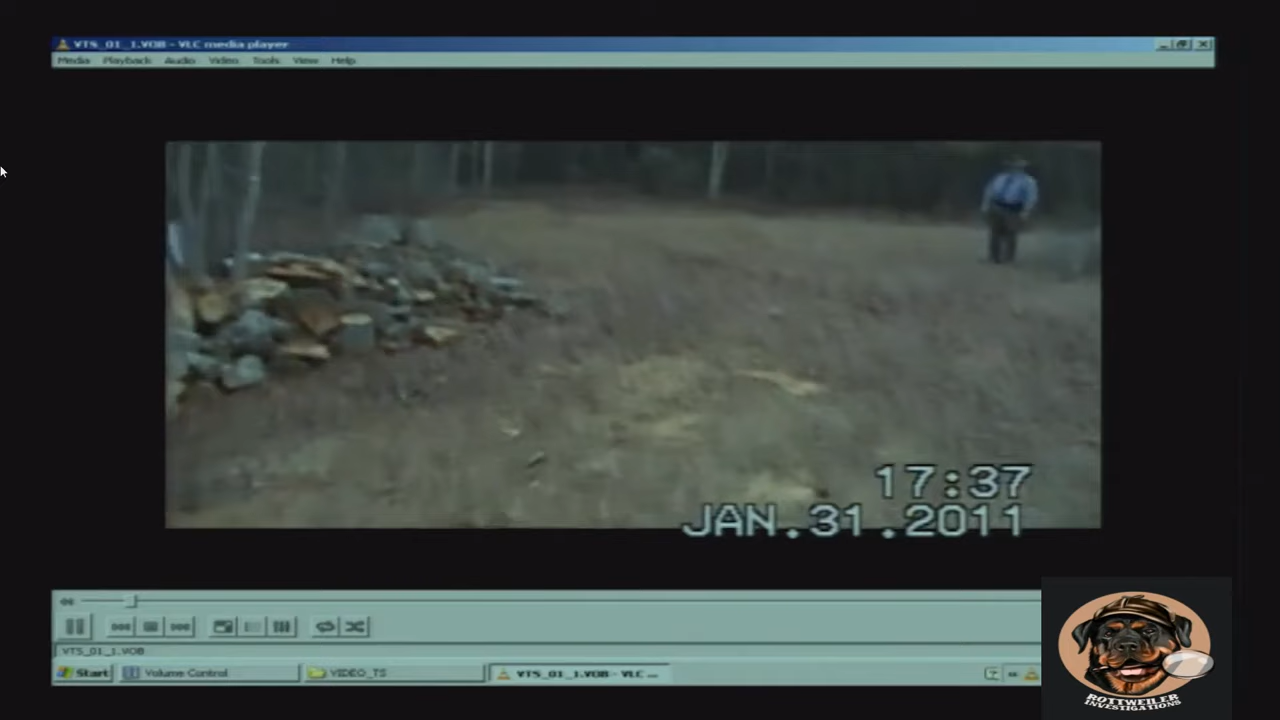 VTS_01_1.VOB - VLC media player
Media Playback Audio Video Tools View Help
17:37
JAN.31.2011
VTS_01_1.VOB
Start Volume Control VIDEO_TS VTS_01_1.VOB - VLC ...
ROTTWEILER
INVESTIGATIONS